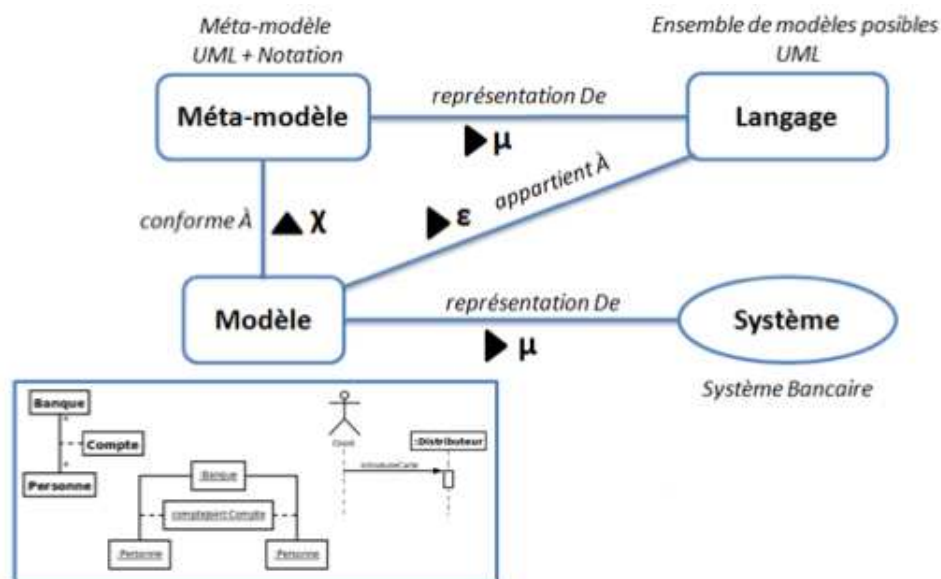 Méta-modèle
UML + Notation
Ensemble de modèles posibles
UML
Méta-modèle
représentation De
Langage
μ
appartient À
conforme À
χ
ε
Modèle
représentation De
Système
μ
Système Bancaire
Banque
Compte
Personne
:Banque
:Compte
:Personne
:Personne
:Distributeur